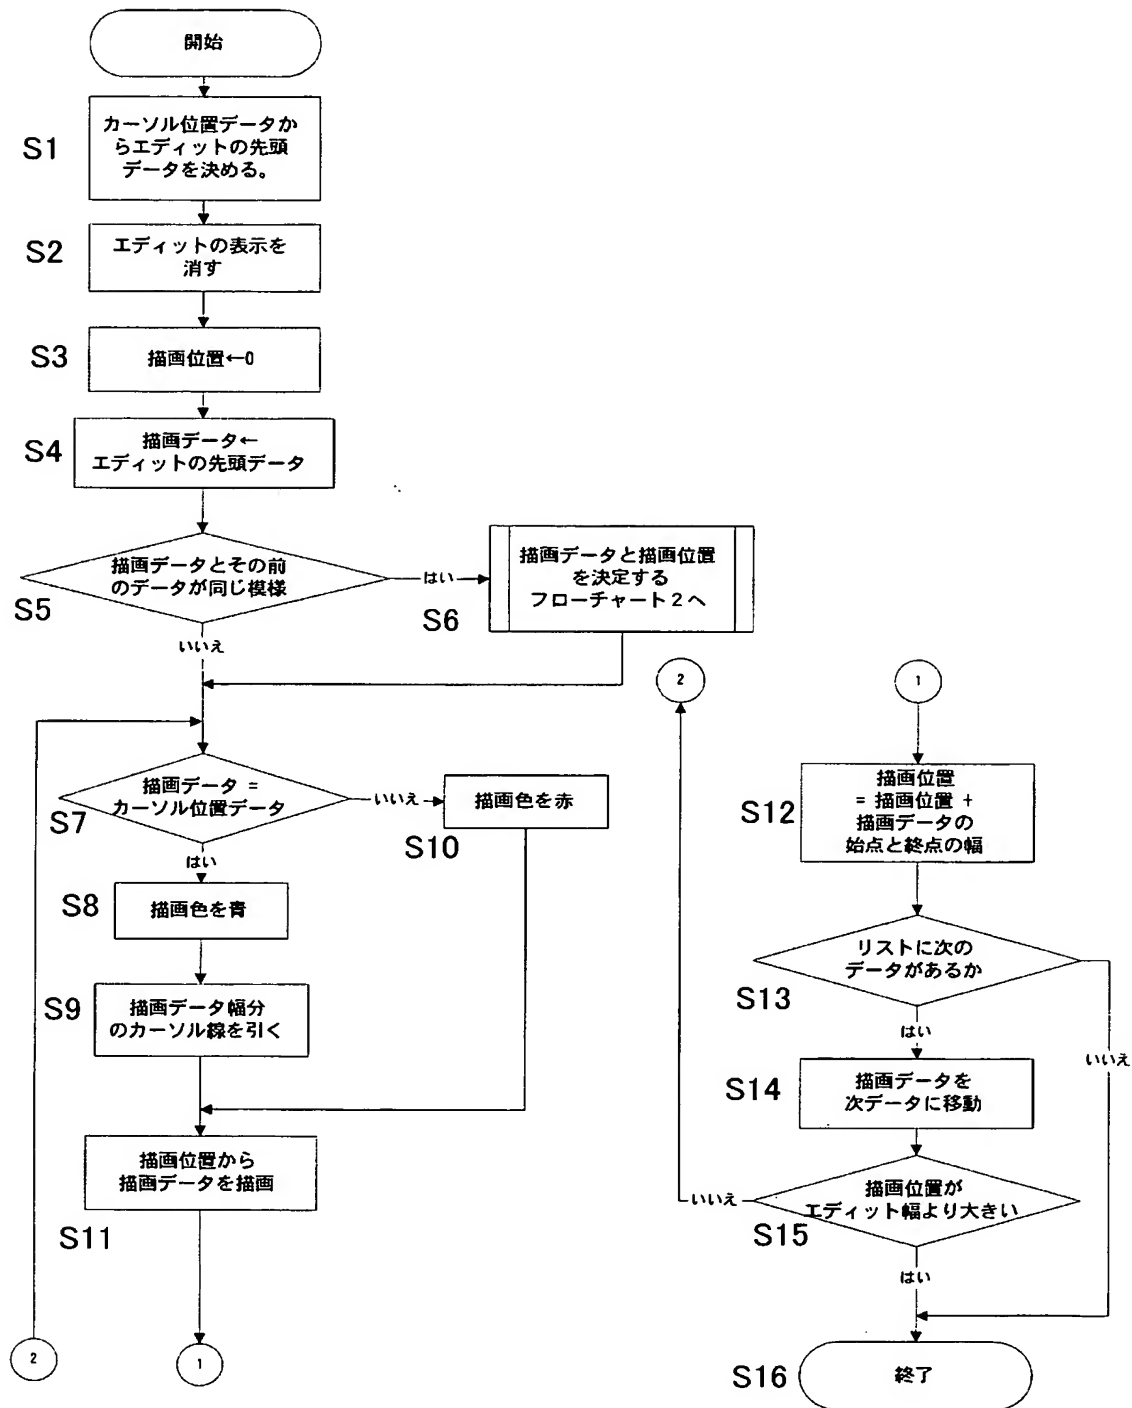 開始
S1
カーソル位置データか
らエディットの先頭
データを決める。
S2
エディットの表示を
消す
S3
描画位置←0
S4
描画データ←
エディットの先頭データ
S5
描画データとその前
のデータが同じ模様
はい
いいえ
S6
描画データと描画位置
を決定する
フローチャート2へ
S7
描画データ =
カーソル位置データ
いいえ
はい
S10
描画色を赤
S8
描画色を青
S9
描画データ幅分
のカーソル線を引く
描画位置から
描画データを描画
S11
2
1
2
1
S12
描画位置
= 描画位置 +
描画データの
始点と終点の幅
リストに次の
データがあるか
S13
はい
いいえ
S14
描画データを
次データに移動
描画位置が
エディット幅より大きい
いいえ
S15
はい
S16
終了